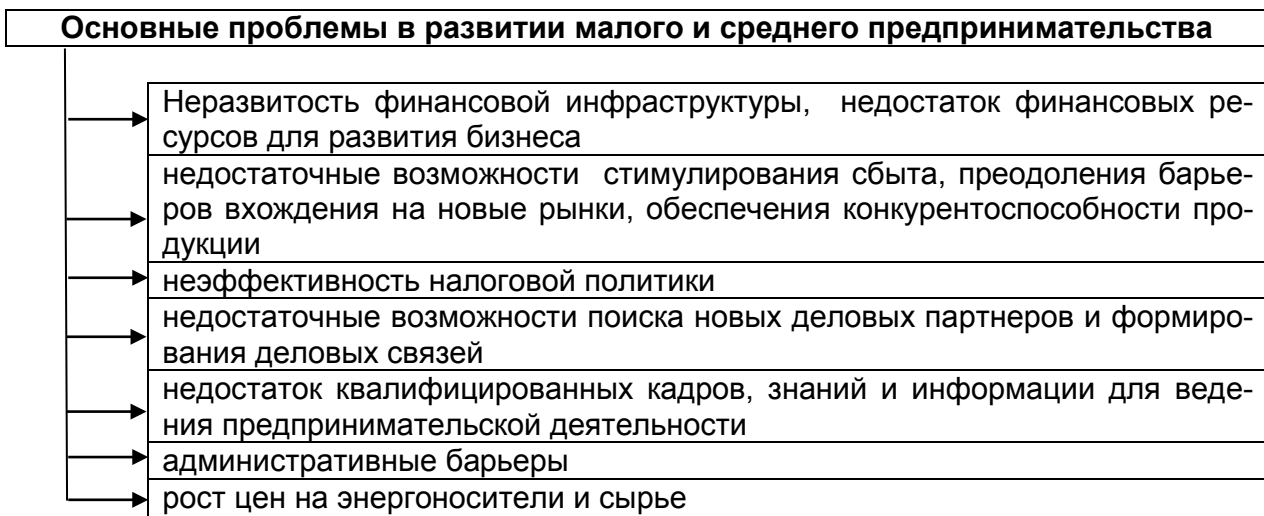 Основные проблемы в развитии малого и среднего предпринимательства
Неразвитость финансовой инфраструктуры, недостаток финансовых ре-
сурсов для развития бизнеса
недостаточные возможности стимулирования сбыта, преодоления барье-
ров вхождения на новые рынки, обеспечения конкурентоспособности про-
дукции
неэффективность налоговой политики
недостаточные возможности поиска новых деловых партнеров и формиро-
вания деловых связей
недостаток квалифицированных кадров, знаний и информации для веде-
ния предпринимательской деятельности
административные барьеры
рост цен на энергоносители и сырье